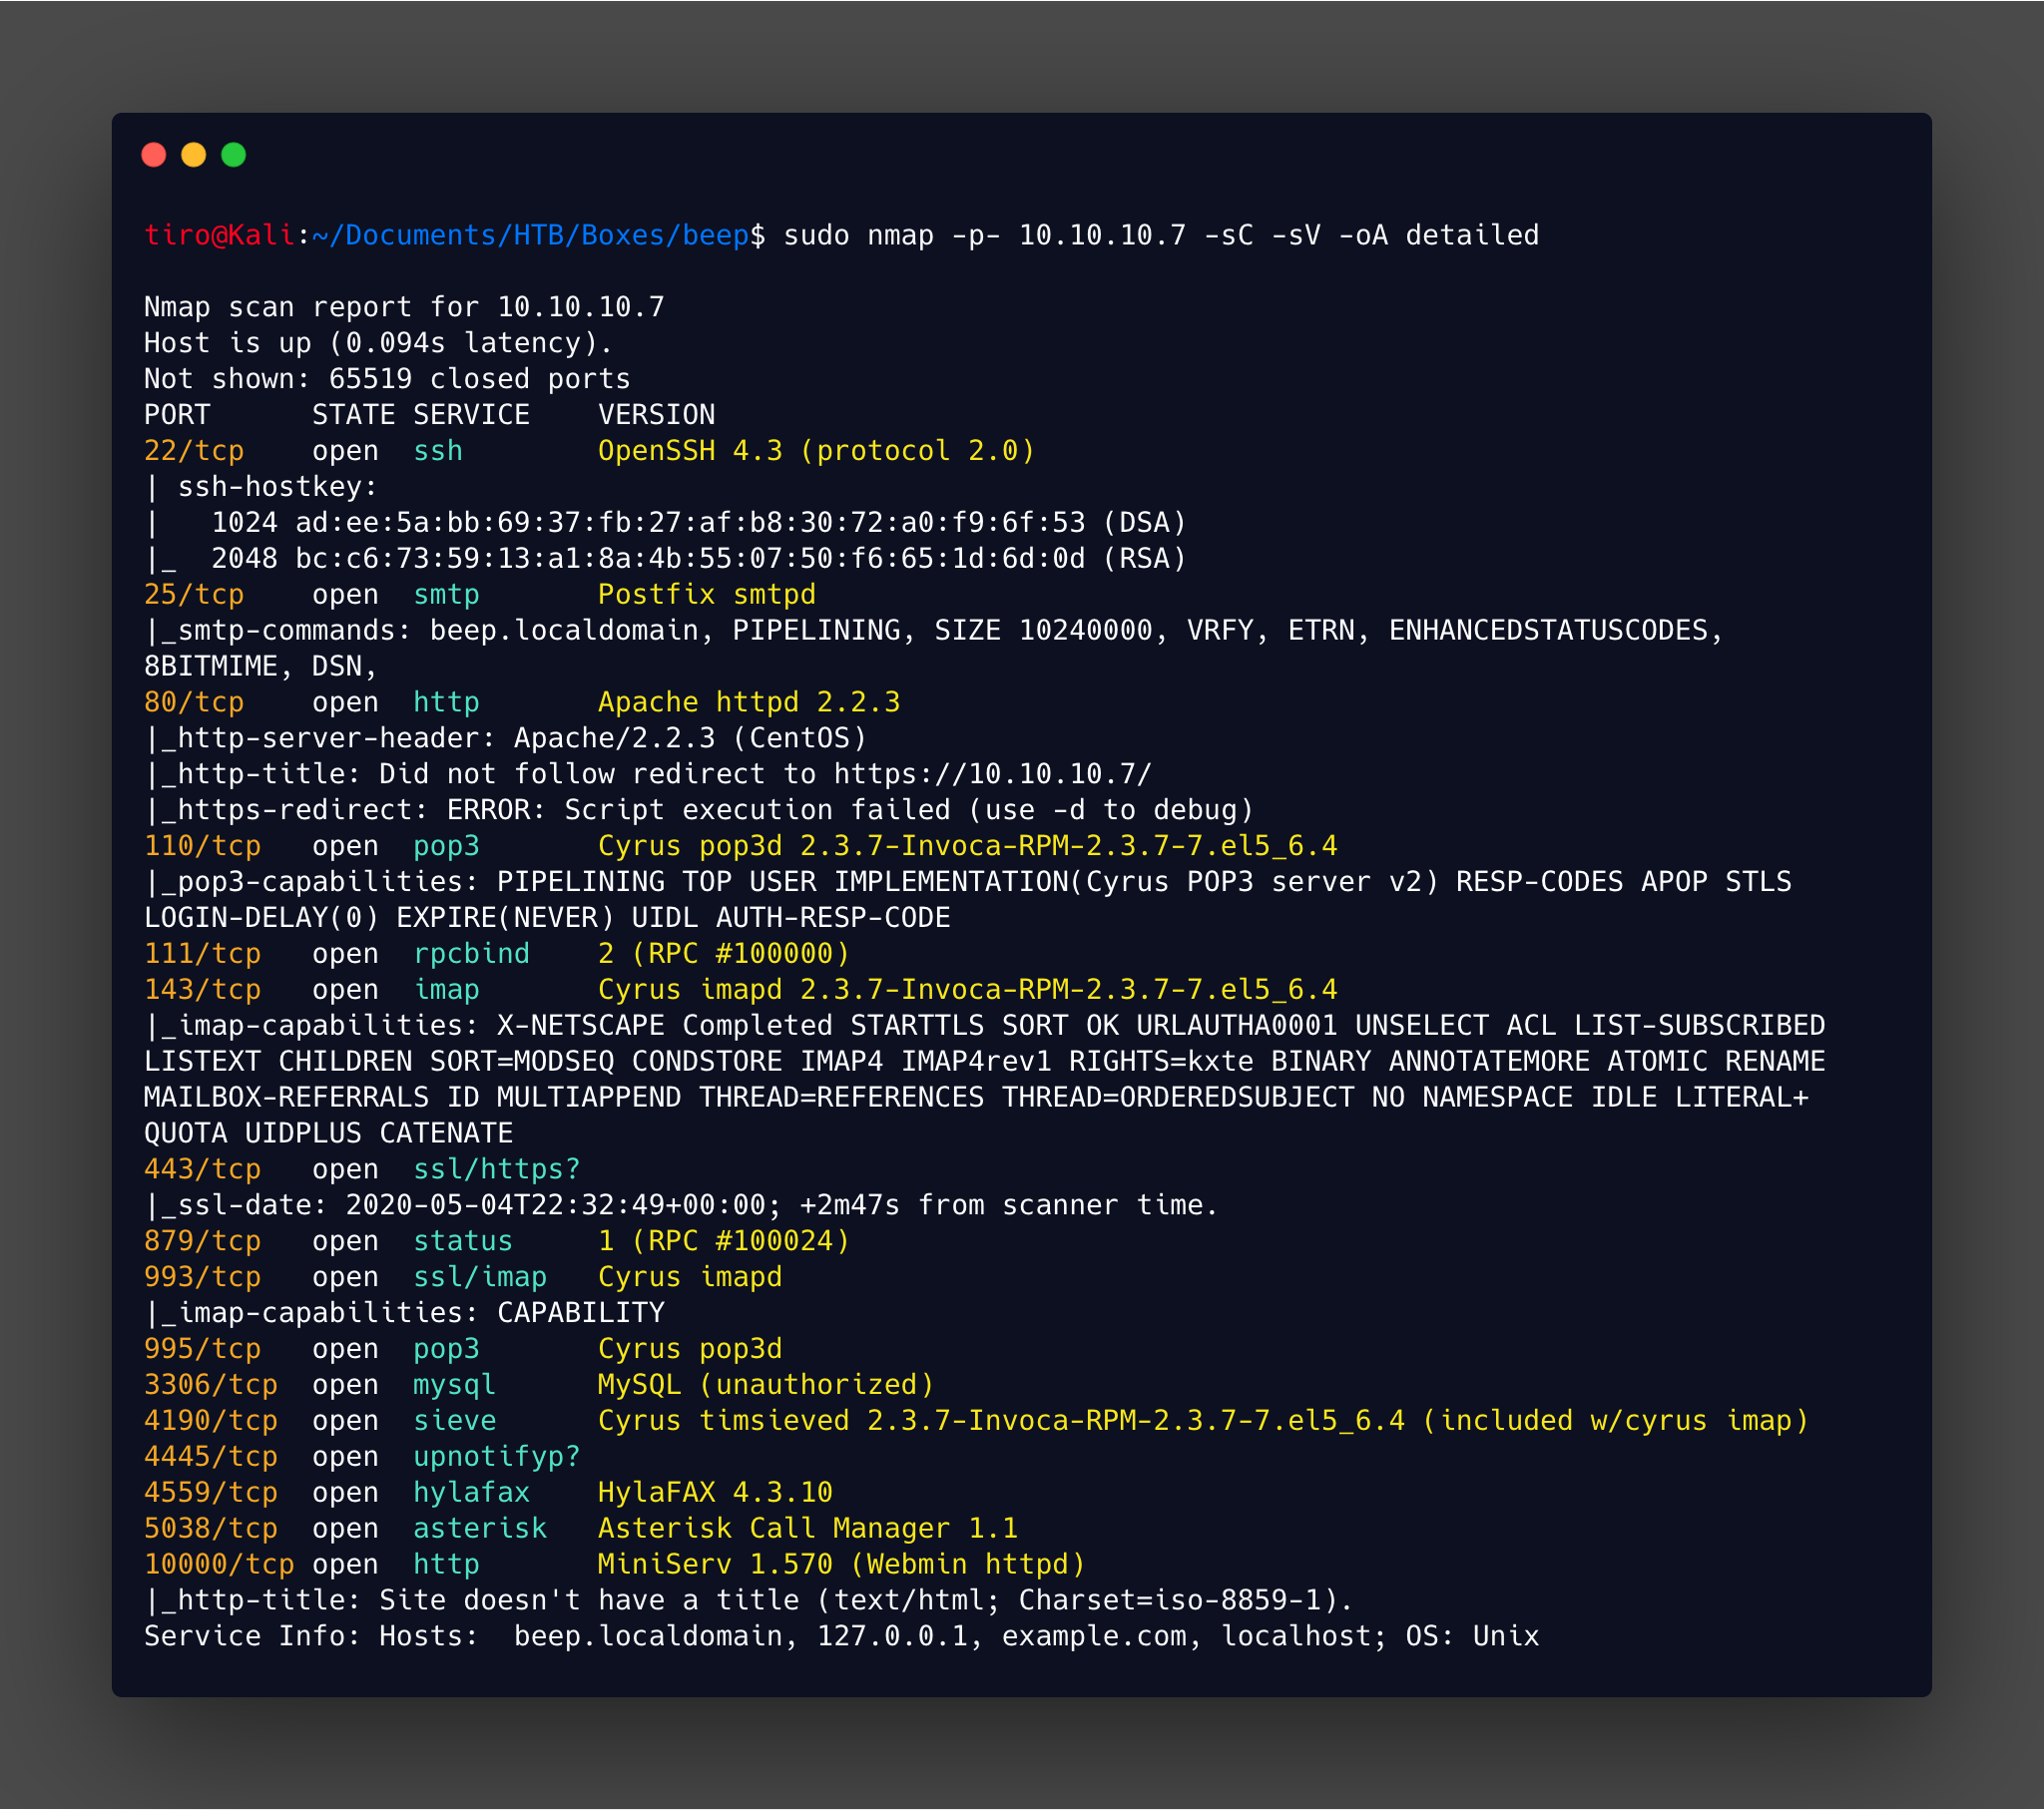 tiro@Kali:~/Documents/HTB/Boxes/beep$ sudo nmap -p- 10.10.10.7 -sC -sV -oA detailed
Nmap scan report for 10.10.10.7
Host is up (0.094s latency).
Not shown: 65519 closed ports
PORT      STATE SERVICE    VERSION
22/tcp    open  ssh        OpenSSH 4.3 (protocol 2.0)
| ssh-hostkey:
|   1024 ad:ee:5a:bb:69:37:fb:27:af:b8:30:72:a0:f9:6f:53 (DSA)
|_  2048 bc:c6:73:59:13:a1:8a:4b:55:07:50:f6:65:1d:6d:0d (RSA)
25/tcp    open  smtp       Postfix smtpd
|_smtp-commands: beep.localdomain, PIPELINING, SIZE 10240000, VRFY, ETRN, ENHANCEDSTATUSCODES,
8BITMIME, DSN,
80/tcp    open  http       Apache httpd 2.2.3
|_http-server-header: Apache/2.2.3 (CentOS)
|_http-title: Did not follow redirect to https://10.10.10.7/
|_https-redirect: ERROR: Script execution failed (use -d to debug)
110/tcp   open  pop3       Cyrus pop3d 2.3.7-Invoca-RPM-2.3.7-7.el5_6.4
|_pop3-capabilities: PIPELINING TOP USER IMPLEMENTATION(Cyrus POP3 server v2) RESP-CODES APOP STLS
LOGIN-DELAY(0) EXPIRE(NEVER) UIDL AUTH-RESP-CODE
111/tcp   open  rpcbind    2 (RPC #100000)
143/tcp   open  imap       Cyrus imapd 2.3.7-Invoca-RPM-2.3.7-7.el5_6.4
|_imap-capabilities: X-NETSCAPE Completed STARTTLS SORT OK URLAUTHA0001 UNSELECT ACL LIST-SUBSCRIBED
LISTEXT CHILDREN SORT=MODSEQ CONDSTORE IMAP4 IMAP4rev1 RIGHTS=kxte BINARY ANNOTATEMORE ATOMIC RENAME
MAILBOX-REFERRALS ID MULTIAPPEND THREAD=REFERENCES THREAD=ORDEREDSUBJECT NO NAMESPACE IDLE LITERAL+
QUOTA UIDPLUS CATENATE
443/tcp   open  ssl/https?
|_ssl-date: 2020-05-04T22:32:49+00:00; +2m47s from scanner time.
879/tcp   open  status     1 (RPC #100024)
993/tcp   open  ssl/imap   Cyrus imapd
|_imap-capabilities: CAPABILITY
995/tcp   open  pop3       Cyrus pop3d
3306/tcp  open  mysql      MySQL (unauthorized)
4190/tcp  open  sieve      Cyrus timsieved 2.3.7-Invoca-RPM-2.3.7-7.el5_6.4 (included w/cyrus imap)
4445/tcp  open  upnotifyp?
4559/tcp  open  hylafax    HylaFAX 4.3.10
5038/tcp  open  asterisk   Asterisk Call Manager 1.1
10000/tcp open  http       MiniServ 1.570 (Webmin httpd)
|_http-title: Site doesn't have a title (text/html; Charset=iso-8859-1).
Service Info: Hosts:  beep.localdomain, 127.0.0.1, example.com, localhost; OS: Unix